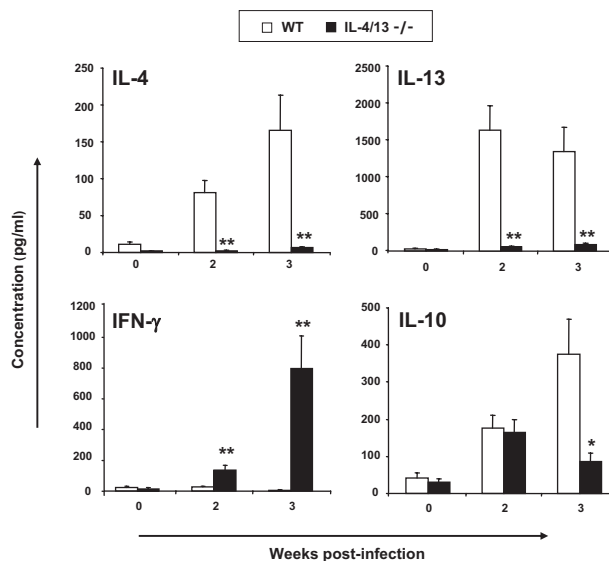 WT IL-4/13 -/-
IL-4
250
200
150
100
50
0
** **
0 2 3
IL-13
2500
2000
1500
1000
500
0
** **
0 2 3
Concentration (pg/ml)
IFN-γ
1200
1000
800
600
400
200
0
** **
0 2 3
IL-10
500
400
300
200
100
0
*
0 2 3
Weeks post-infection